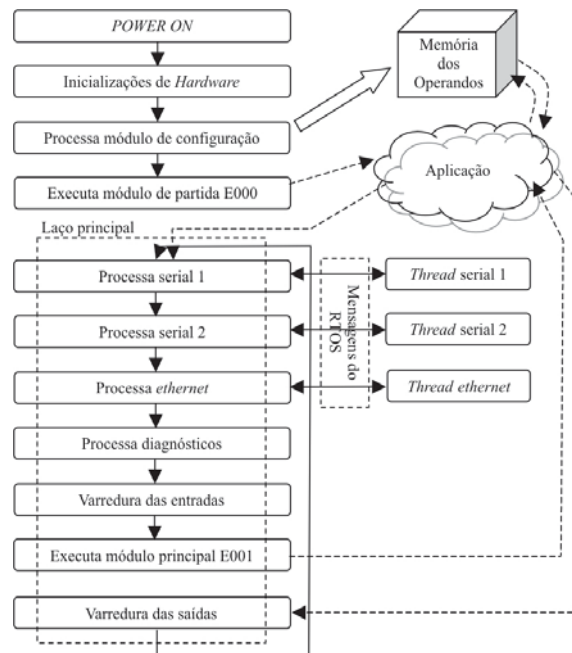 POWER ON
Inicializações de Hardware
Processa módulo de configuração
Executa módulo de partida E000
Memória
dos
Operandos
Aplicação
Laço principal
Processa serial 1
Processa serial 2
Processa ethernet
Processa diagnósticos
Varredura das entradas
Executa módulo principal E001
Varredura das saídas
Mensagens do
RTOS
Thread serial 1
Thread serial 2
Thread ethernet